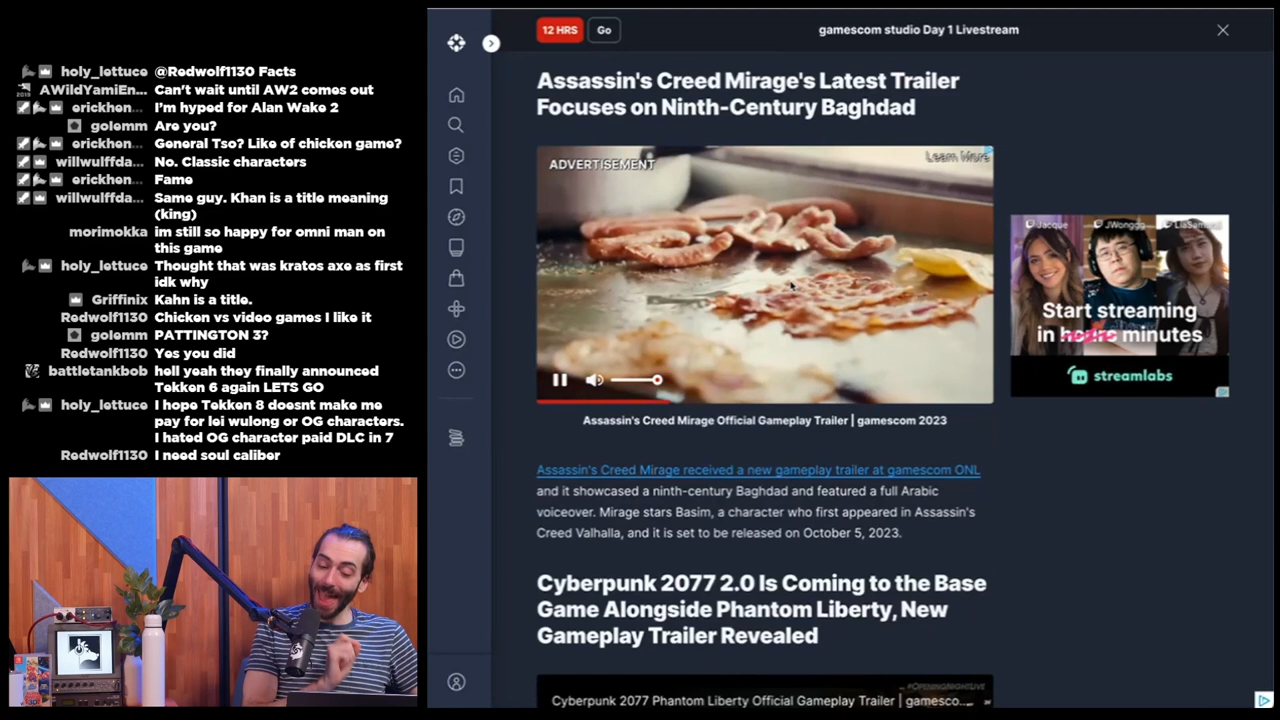 holy_lettuce @Redwolf1130 Facts
AWildYamiEn... Can't wait until AW2 comes out
erickhen... I'm hyped for Alan Wake 2
golemm Are you?
erickhen... General Tso? Like of chicken game?
willwulffda... No. Classic characters
erickhen... Fame
willwulffda... Same guy. Khan is a title meaning
(king)
morimokka im still so happy for omni man on
this game
holy_lettuce Thought that was kratos axe as first
idk why
Griffinix Kahn is a title.
Redwolf1130 Chicken vs video games I like it
golemm PATTINGTON 3?
Redwolf1130 Yes you did
battletankbob hell yeah they finally announced
Tekken 6 again LETS GO
holy_lettuce I hope Tekken 8 doesnt make me
pay for lei wulong or OG characters.
I hated OG character paid DLC in 7
Redwolf1130 I need soul caliber
12 HRS Go gamescom studio Day 1 Livestream
Assassin's Creed Mirage's Latest Trailer
Focuses on Ninth-Century Baghdad
ADVERTISEMENT
Learn More
Assassin's Creed Mirage Official Gameplay Trailer | gamescom 2023
Assassin's Creed Mirage received a new gameplay trailer at gamescom ONL
and it showcased a ninth-century Baghdad and featured a full Arabic
voiceover. Mirage stars Basim, a character who first appeared in Assassin's
Creed Valhalla, and it is set to be released on October 5, 2023.
Cyberpunk 2077 2.0 Is Coming to the Base
Game Alongside Phantom Liberty, New
Gameplay Trailer Revealed
#OPENINGNIGHTLIVE
Cyberpunk 2077 Phantom Liberty Official Gameplay Trailer | gamesco...
Jacque JWonggg LiaSamurai
Start streaming
in hours minutes
streamlabs